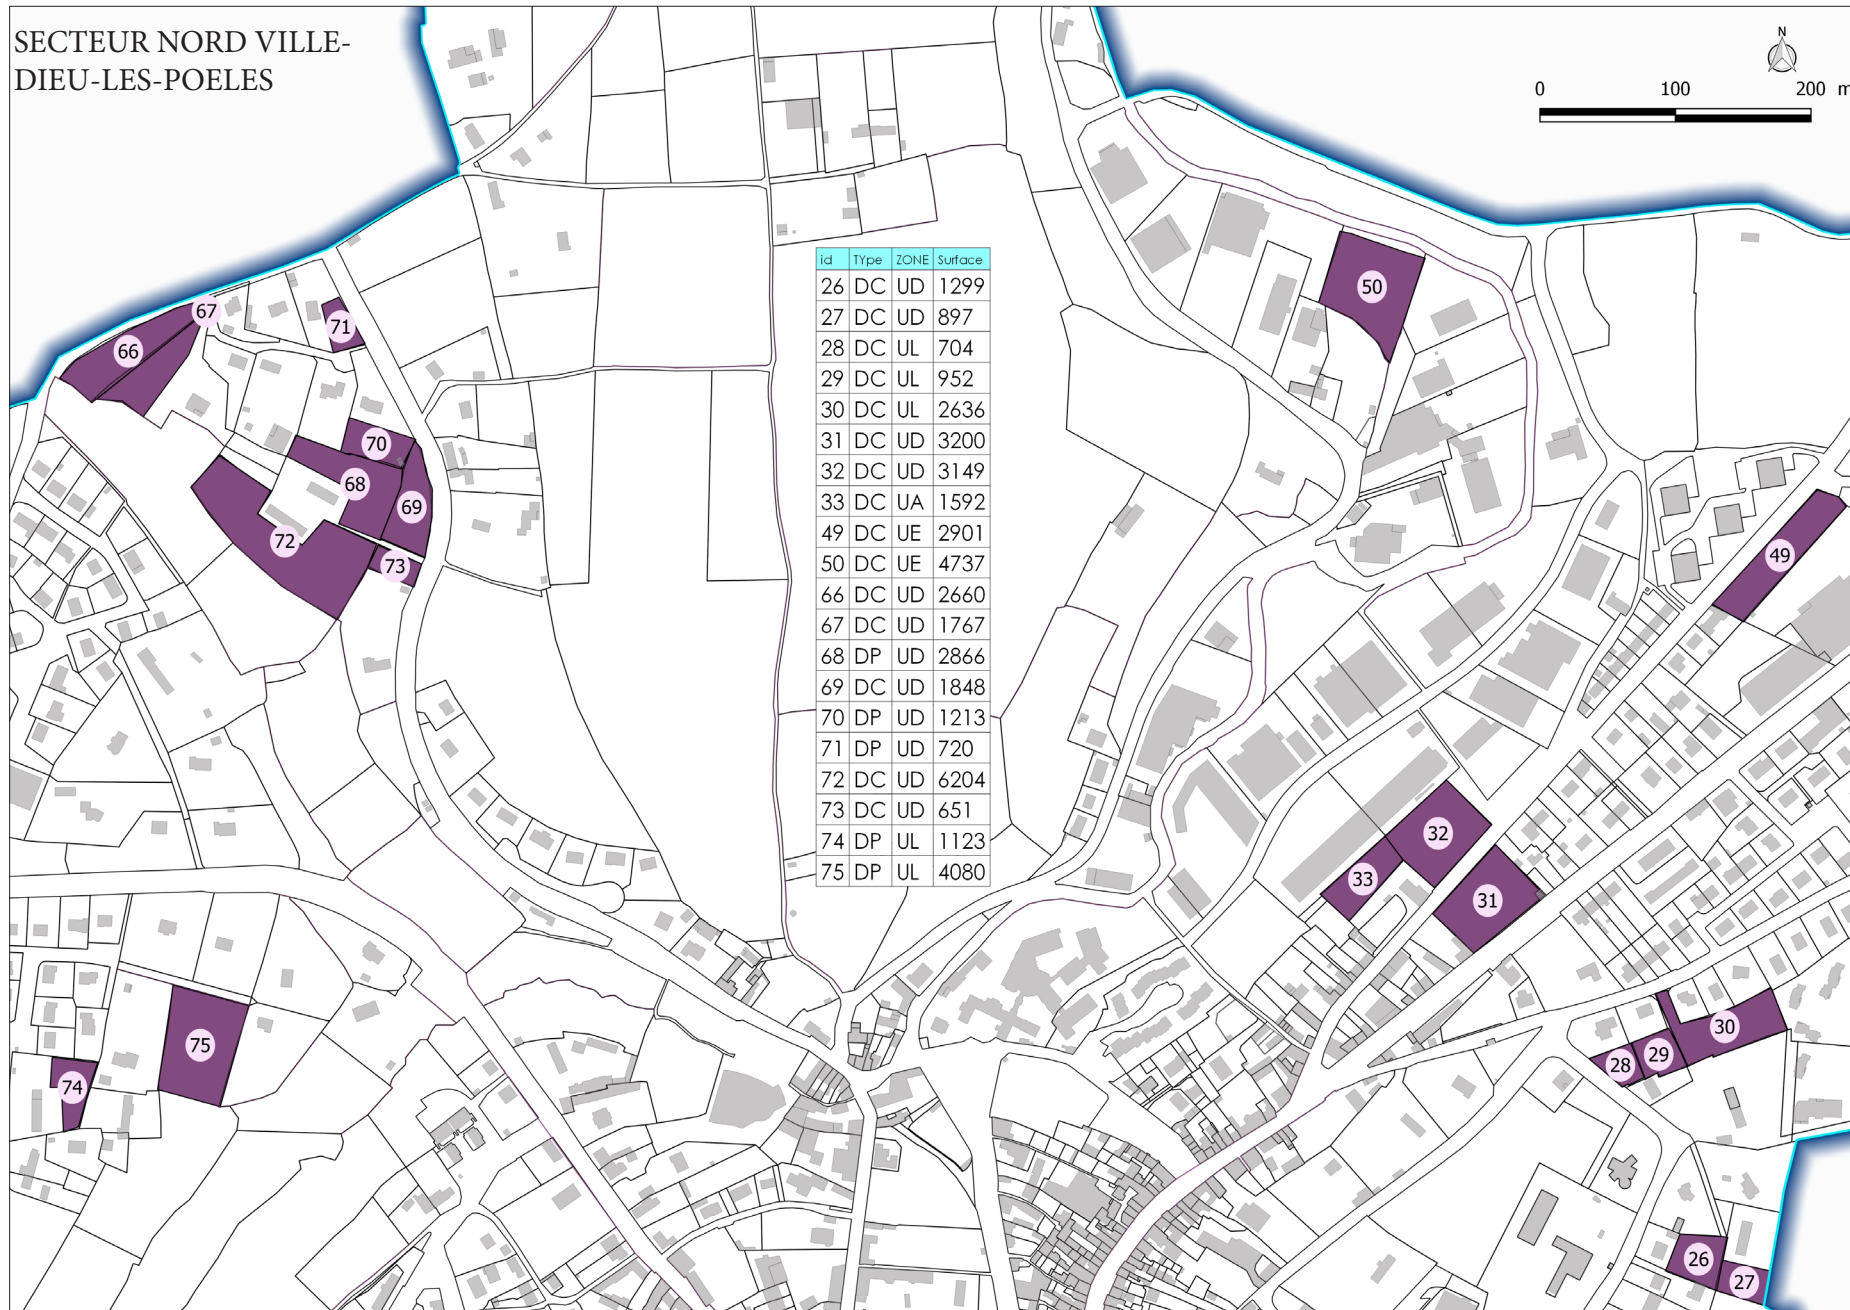 SECTEUR NORD VILLE-
DIEU-LES-POELES
N
0 100 200 m
id TYpe ZONE Surface
26 DC UD 1299
27 DC UD 897
28 DC UL 704
29 DC UL 952
30 DC UL 2636
31 DC UD 3200
32 DC UD 3149
33 DC UA 1592
49 DC UE 2901
50 DC UE 4737
66 DC UD 2660
67 DC UD 1767
68 DP UD 2866
69 DC UD 1848
70 DP UD 1213
71 DP UD 720
72 DC UD 6204
73 DC UD 651
74 DP UL 1123
75 DP UL 4080
50
67
71
66
70
68
69
49
72
73
32
33
31
30
75
29
28
74
26
27